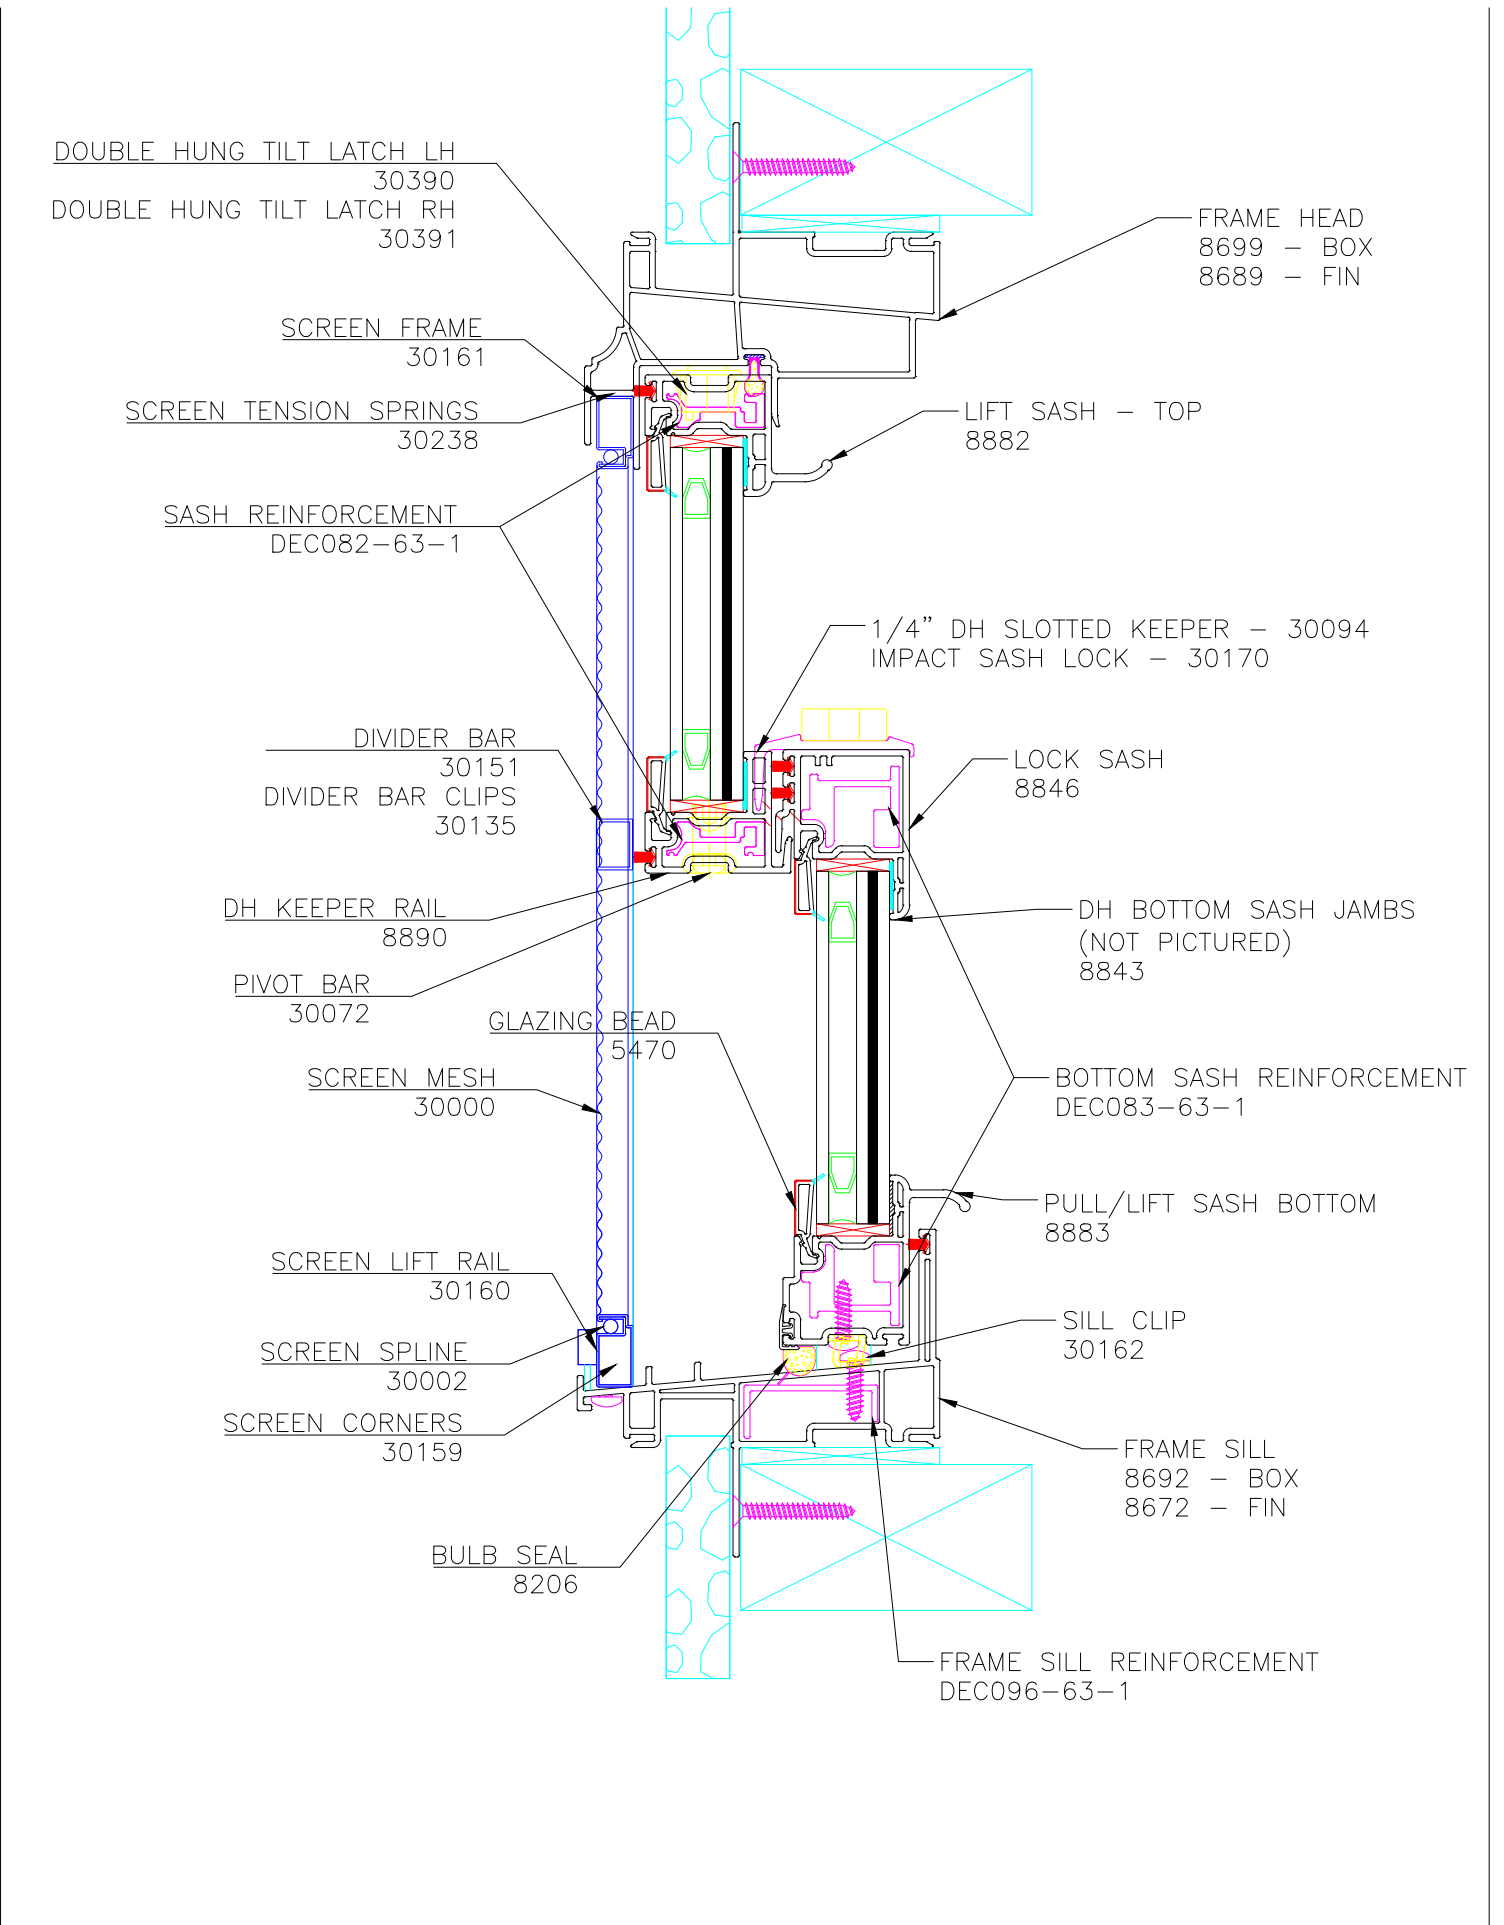 DOUBLE HUNG TILT LATCH LH
30390
DOUBLE HUNG TILT LATCH RH
30391
FRAME HEAD
8699 - BOX
8689 - FIN
SCREEN FRAME
30161
SCREEN TENSION SPRINGS
30238
LIFT SASH - TOP
8882
SASH REINFORCEMENT
DEC082-63-1
1/4" DH SLOTTED KEEPER - 30094
IMPACT SASH LOCK - 30170
DIVIDER BAR
30151
DIVIDER BAR CLIPS
30135
LOCK SASH
8846
DH KEEPER RAIL
8890
DH BOTTOM SASH JAMBS
(NOT PICTURED)
8843
PIVOT BAR
30072
GLAZING BEAD
5470
SCREEN MESH
30000
BOTTOM SASH REINFORCEMENT
DEC083-63-1
PULL/LIFT SASH BOTTOM
8883
SCREEN LIFT RAIL
30160
SILL CLIP
30162
SCREEN SPLINE
30002
SCREEN CORNERS
30159
FRAME SILL
8692 - BOX
8672 - FIN
BULB SEAL
8206
FRAME SILL REINFORCEMENT
DEC096-63-1